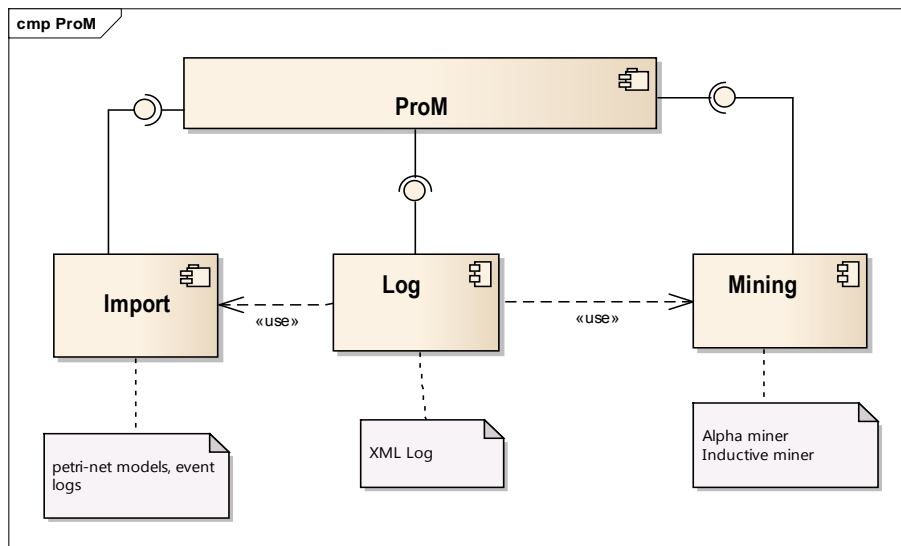 cmp ProM
ProM
Import
Log
Mining
«use»
«use»
petri-net models, event
logs
XML Log
Alpha miner
Inductive miner